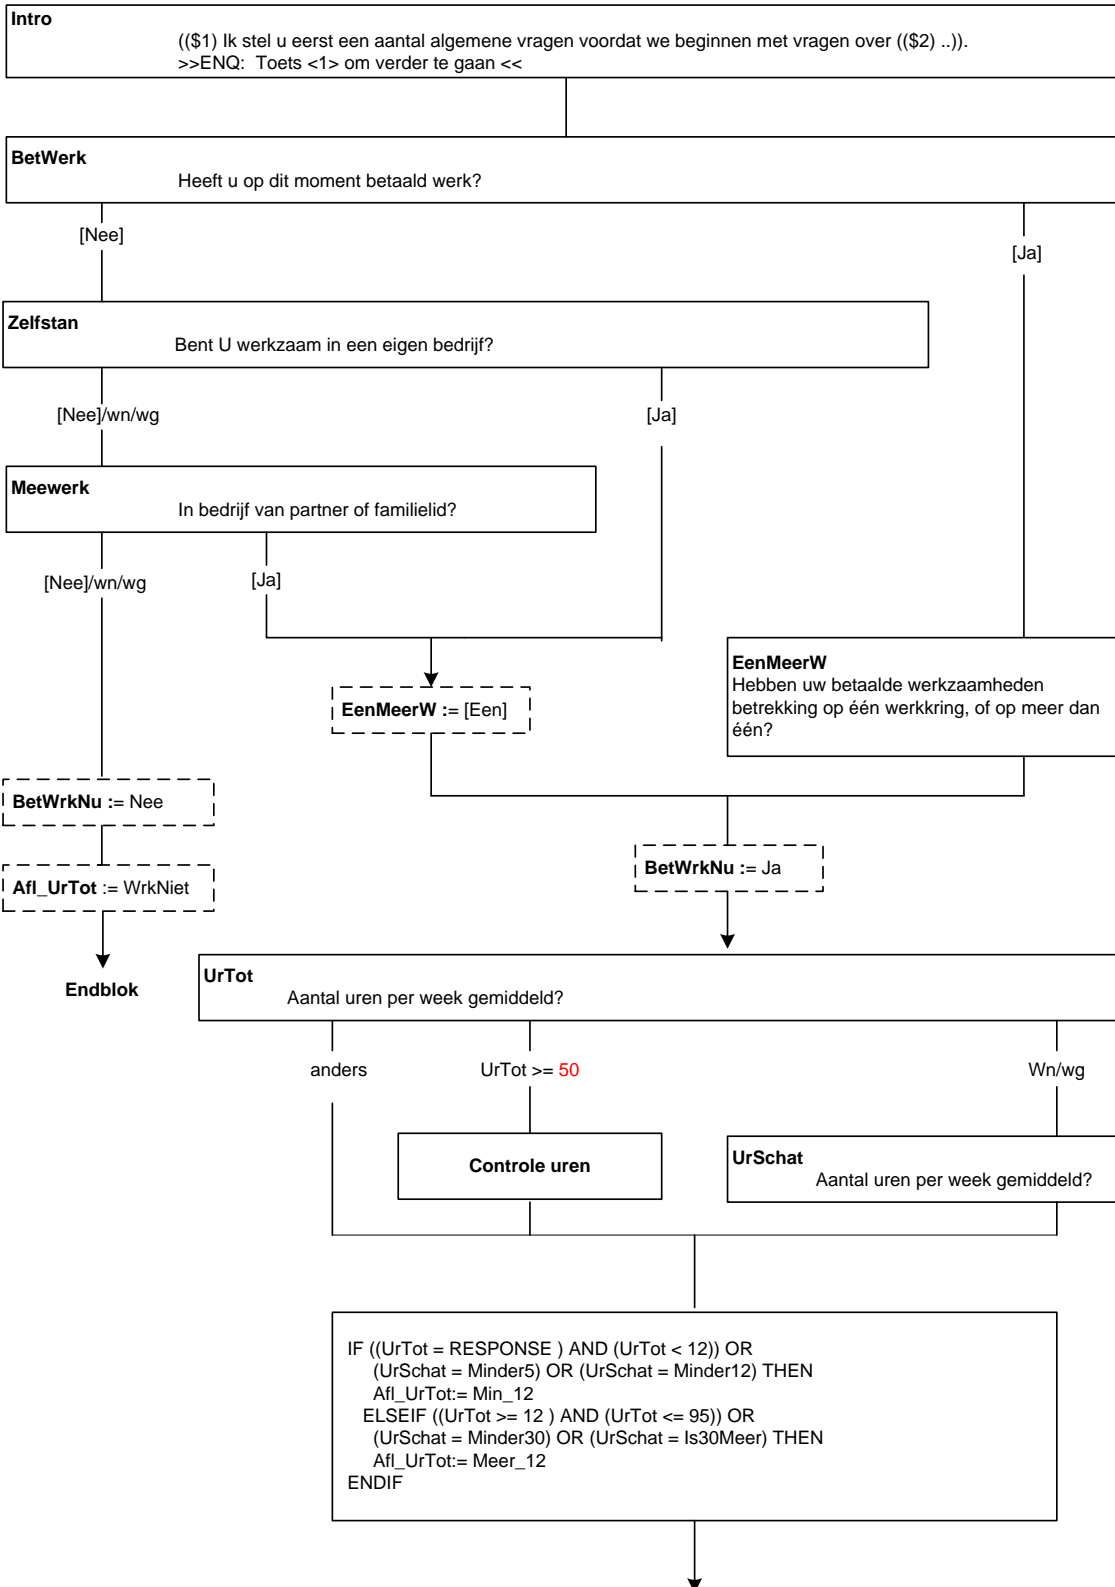 Intro
(($1) Ik stel u eerst een aantal algemene vragen voordat we beginnen met vragen over (($2) ..)).
>>ENQ: Toets <1> om verder te gaan <<
BetWerk
Heeft u op dit moment betaald werk?
[Nee]
[Ja]
Zelfstan
Bent U werkzaam in een eigen bedrijf?
[Nee]/wn/wg
[Ja]
Meewerk
In bedrijf van partner of familielid?
[Nee]/wn/wg
[Ja]
EenMeerW
Hebben uw betaalde werkzaamheden
betrekking op één werkkring, of op meer dan
één?
EenMeerW := [Een]
BetWrkNu := Nee
BetWrkNu := Ja
Afl_UrTot := WrkNiet
Endblok
UrTot
Aantal uren per week gemiddeld?
anders
UrTot >= 50
Wn/wg
Controle uren
UrSchat
Aantal uren per week gemiddeld?
IF ((UrTot = RESPONSE ) AND (UrTot < 12)) OR
(UrSchat = Minder5) OR (UrSchat = Minder12) THEN
Afl_UrTot:= Min_12
ELSEIF ((UrTot >= 12 ) AND (UrTot <= 95)) OR
(UrSchat = Minder30) OR (UrSchat = Is30Meer) THEN
Afl_UrTot:= Meer_12
ENDIF